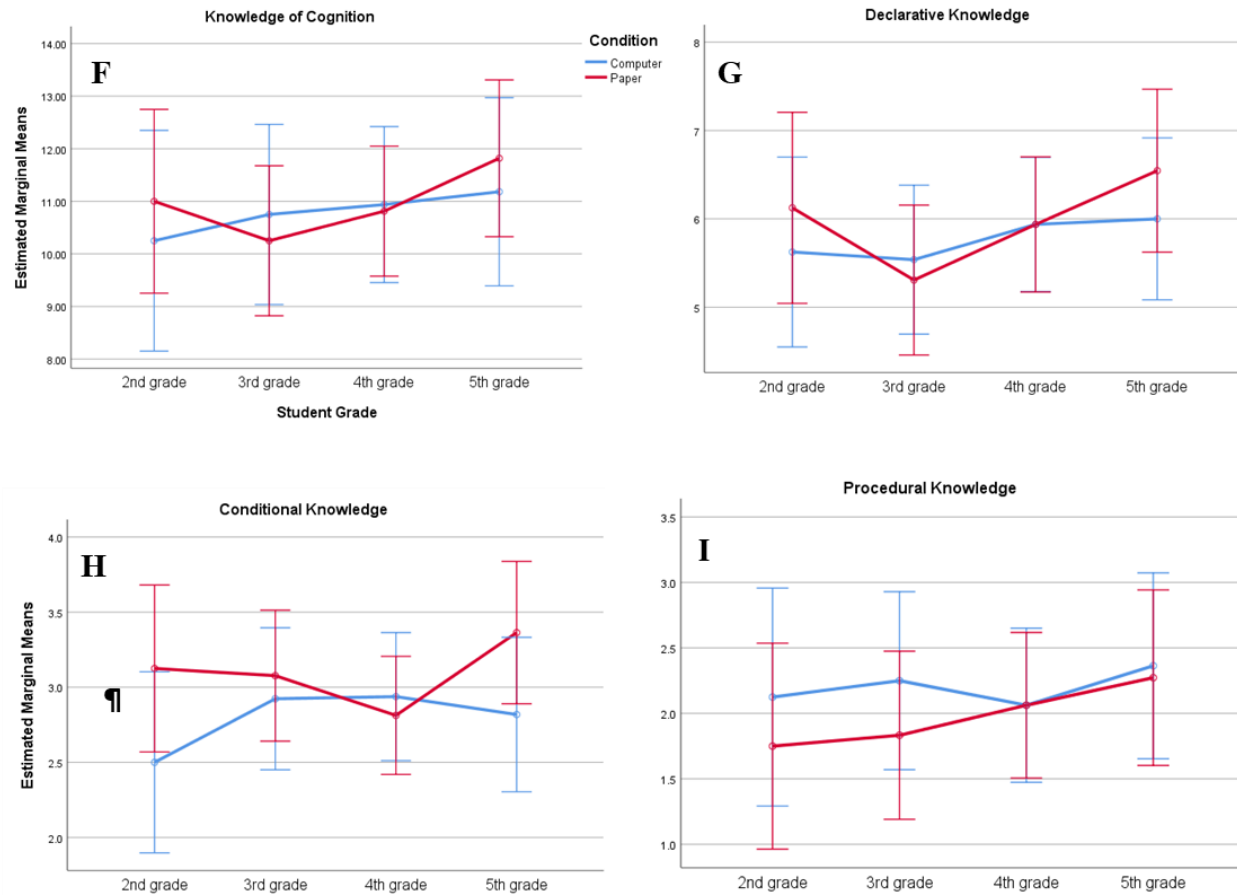 Knowledge of Cognition
F
Condition
Computer
Paper
Estimated Marginal Means
14.00
13.00
12.00
11.00
10.00
9.00
8.00
2nd grade 3rd grade 4th grade 5th grade
Student Grade
Declarative Knowledge
G
8
7
6
5
2nd grade 3rd grade 4th grade 5th grade
Conditional Knowledge
H
¶
Estimated Marginal Means
4.0
3.5
3.0
2.5
2.0
2nd grade 3rd grade 4th grade 5th grade
Procedural Knowledge
I
3.5
3.0
2.5
2.0
1.5
1.0
2nd grade 3rd grade 4th grade 5th grade